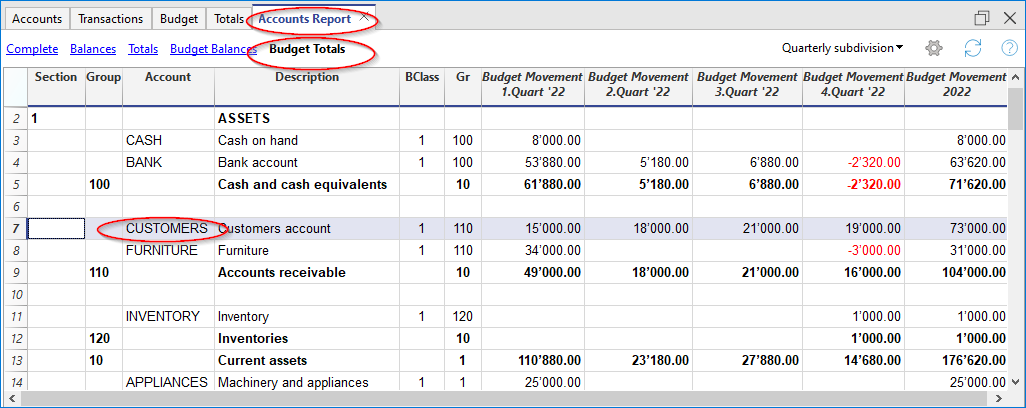 Accounts Transactions Budget Totals Accounts Report
Complete Balances Totals Budget Balances Budget Totals Quarterly subdivision
Section Group Account Description BClass Gr Budget Movement 1.Quart '22 Budget Movement 2.Quart '22 Budget Movement 3.Quart '22 Budget Movement 4.Quart '22 Budget Movement 2022
2 1 ASSETS
3 CASH Cash on hand 1 100 8’000.00 8’000.00
4 BANK Bank account 1 100 53’880.00 5’180.00 6’880.00 -2’320.00 63’620.00
5 100 Cash and cash equivalents 10 61’880.00 5’180.00 6’880.00 -2’320.00 71’620.00
6
7 CUSTOMERS Customers account 1 110 15’000.00 18’000.00 21’000.00 19’000.00 73’000.00
8 FURNITURE Furniture 1 110 34’000.00 -3’000.00 31’000.00
9 110 Accounts receivable 10 49’000.00 18’000.00 21’000.00 16’000.00 104’000.00
10
11 INVENTORY Inventory 1 120 1’000.00 1’000.00
12 120 Inventories 10 1’000.00 1’000.00
13 10 Current assets 1 110’880.00 23’180.00 27’880.00 14’680.00 176’620.00
14 APPLIANCES Machinery and appliances 1 1 25’000.00 25’000.00